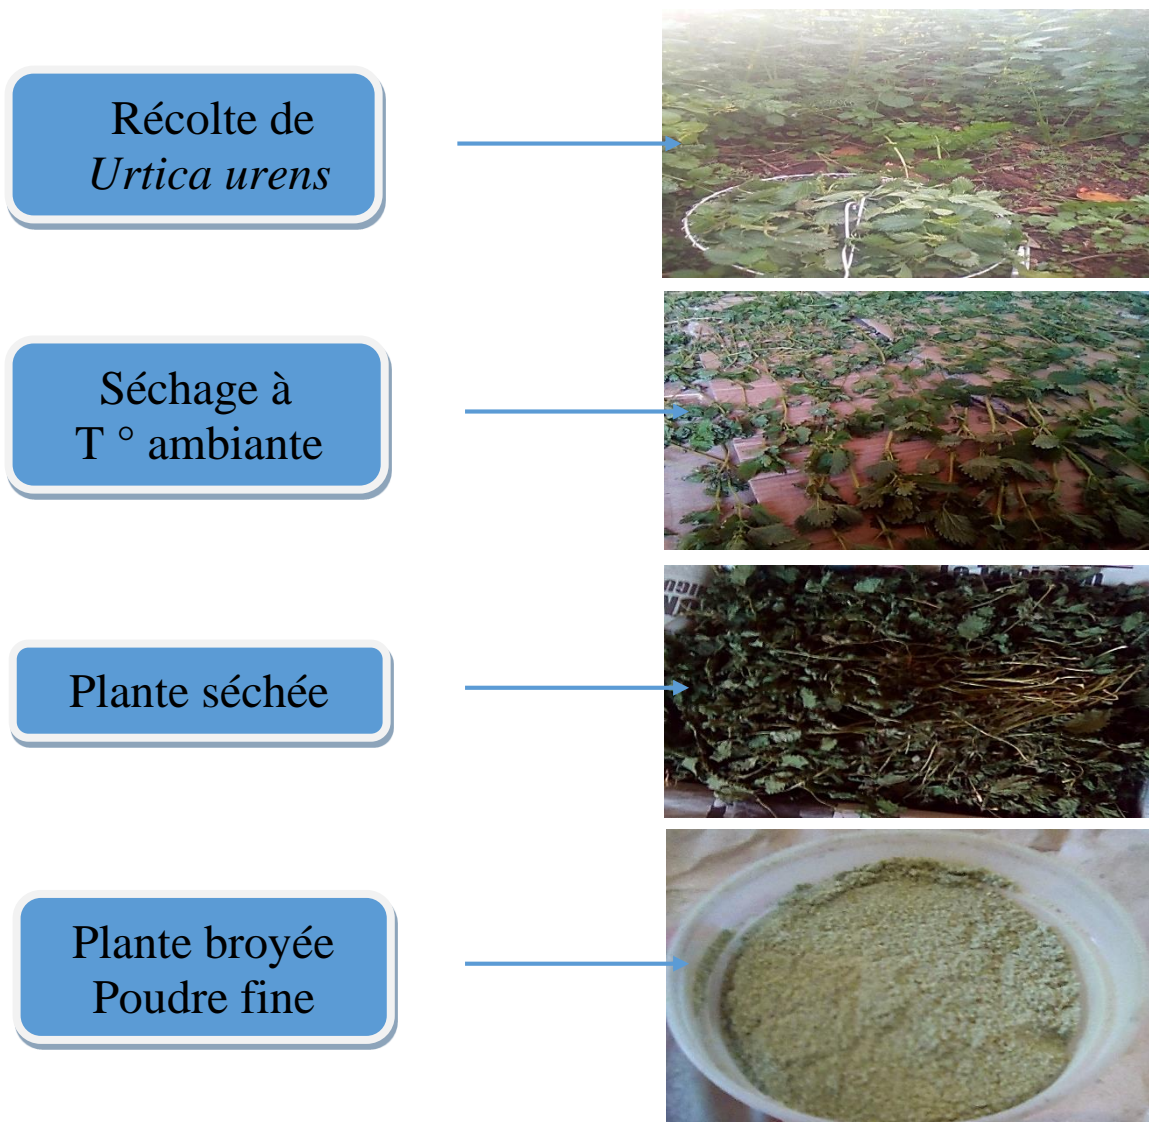 Récolte de
Urtica urens
Séchage à
T ° ambiante
Plante séchée
Plante broyée
Poudre fine